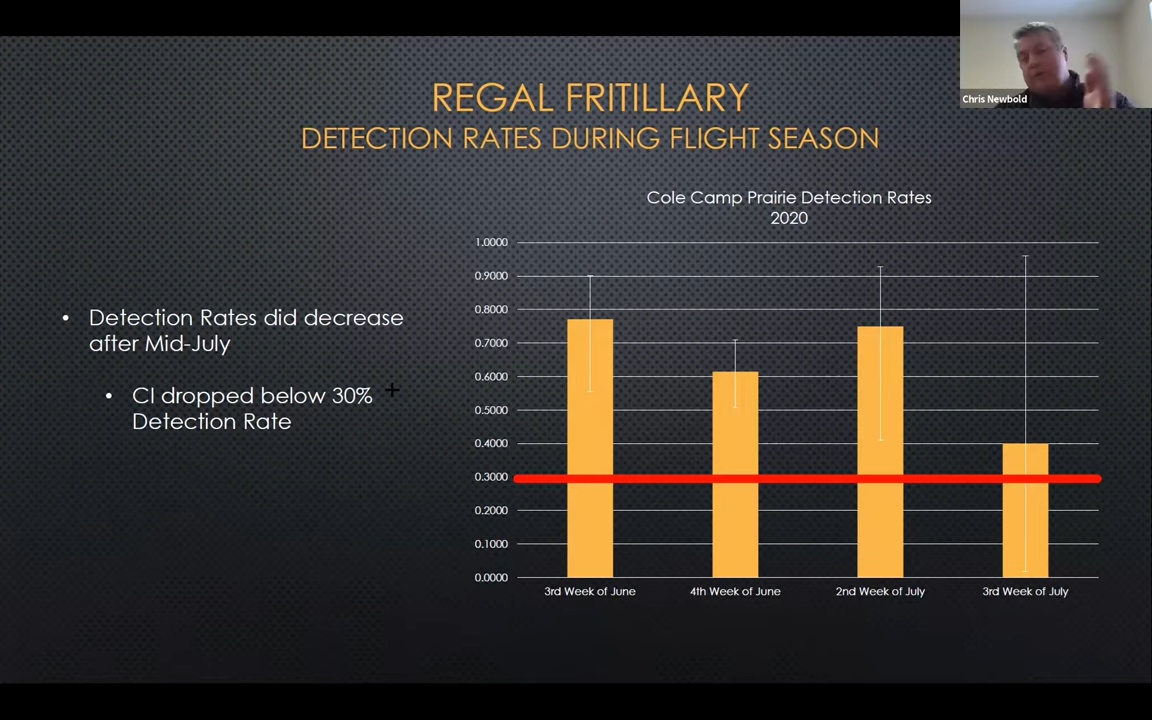 Chris Newbold
REGAL FRITILLARY
DETECTION RATES DURING FLIGHT SEASON
• Detection Rates did decrease
after Mid-July
• CI dropped below 30%
Detection Rate
Cole Camp Prairie Detection Rates
2020
1.0000
0.9000
0.8000
0.7000
0.6000
0.5000
0.4000
0.3000
0.2000
0.1000
0.0000
3rd Week of June
4th Week of June
2nd Week of July
3rd Week of July